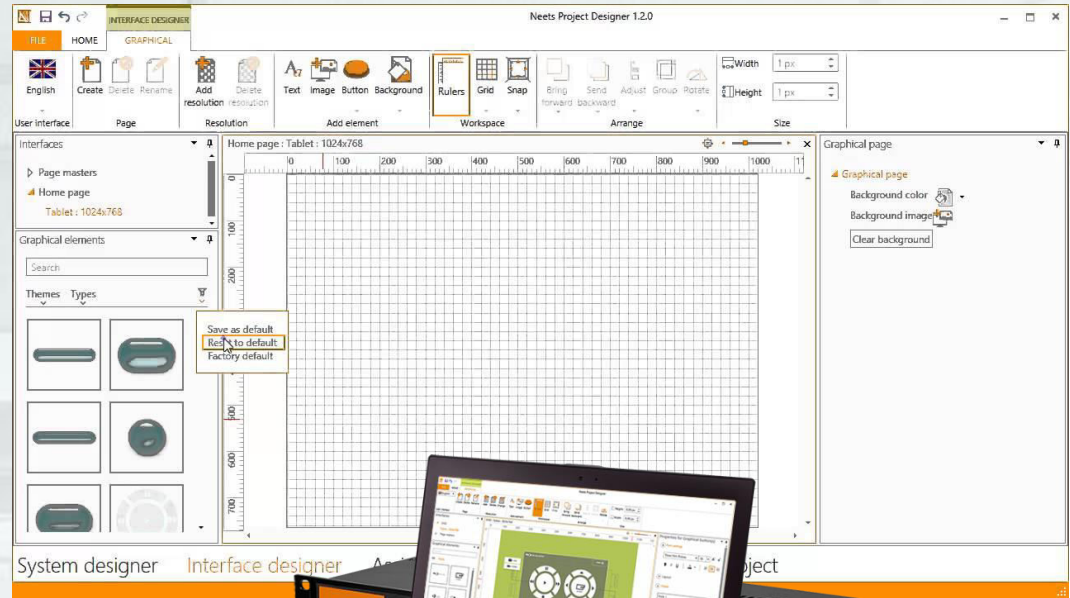 INTERFACE DESIGNER
Neets Project Designer 1.2.0
FILE HOME GRAPHICAL
English Create Delete Rename Add resolution Delete resolution Text Image Button Background Rulers Grid Snap Bring forward Send backward Adjust Group Rotate Width 1 px
Height 1 px
User interface Page Resolution Add element Workspace Arrange Size
Interfaces Home page : Tablet : 1024x768 Graphical page
0 100 200 300 400 500 600 700 800 900 1000
Page masters
Home page
Tablet : 1024x768
Graphical page
Background color
Background image
Clear background
Graphical elements
Search
Themes Types
0
100
200
500
600
700
Save as default
Reset to default
Factory default
Neets Project Designer
System designer Interface designer